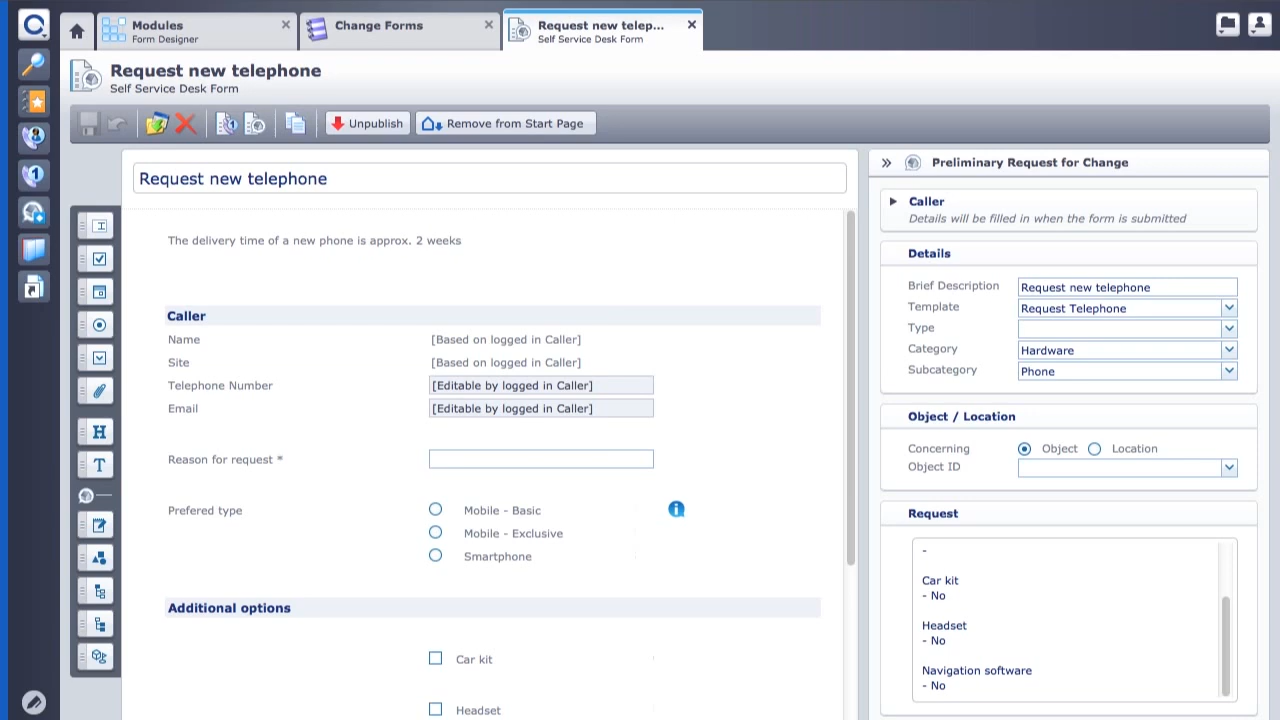 Modules
Form Designer
Change Forms
Request new telep...
Self Service Desk Form
Request new telephone
Self Service Desk Form
Unpublish
Remove from Start Page
Request new telephone
The delivery time of a new phone is approx. 2 weeks
Caller
Name [Based on logged in Caller]
Site [Based on logged in Caller]
Telephone Number [Editable by logged in Caller]
Email [Editable by logged in Caller]
Reason for request *
Prefered type Mobile - Basic
Mobile - Exclusive
Smartphone
Additional options
Car kit
Headset
Preliminary Request for Change
Caller
Details will be filled in when the form is submitted
Details
Brief Description Request new telephone
Template Request Telephone
Type
Category Hardware
Subcategory Phone
Object / Location
Concerning Object Location
Object ID
Request
-
Car kit
- No
Headset
- No
Navigation software
- No